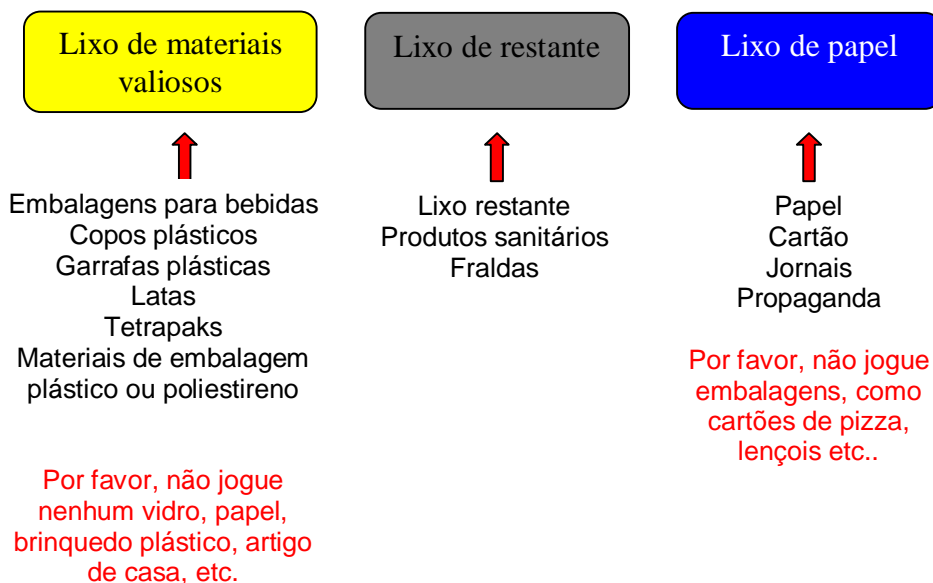 Lixo de materiais
valiosos
Embalagens para bebidas
Copos plásticos
Garrafas plásticas
Latas
Tetrapaks
Materiais de embalagem
plástico ou poliestireno
Por favor, não jogue
nenhum vidro, papel,
brinquedo plástico, artigo
de casa, etc.
Lixo de restante
Lixo restante
Produtos sanitários
Fraldas
Lixo de papel
Papel
Cartão
Jornais
Propaganda
Por favor, não jogue
embalagens, como
cartões de pizza,
lençois etc..